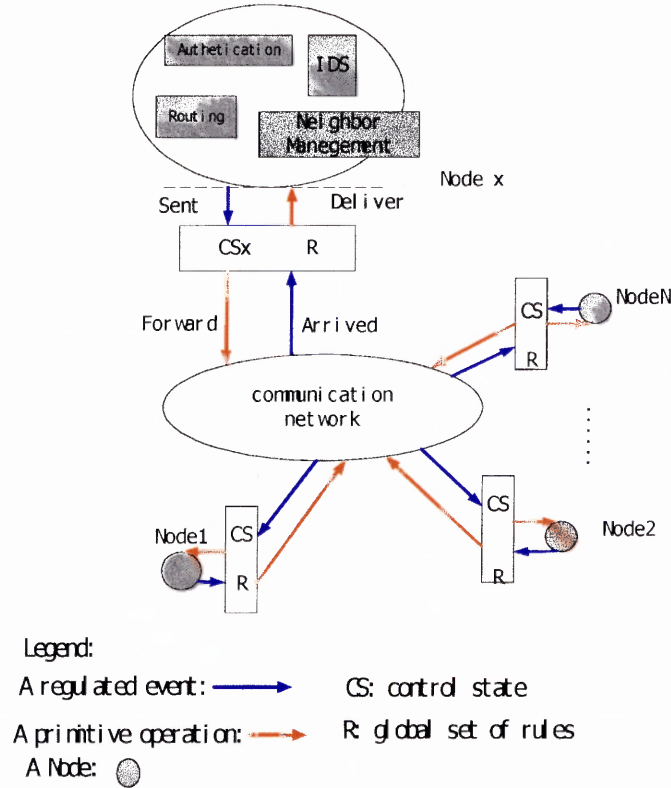 Authetication
IDS
Routing
Neighbor
Manegement
Node x
Sent
Deliver
CSx R
Forward
Arrived
NodeN
CS
R
communication
network
Node1
CS
R
CS
R
Node2
Legend:
A regulated event:
CS: control state
A primitive operation:
R: global set of rules
A Node: